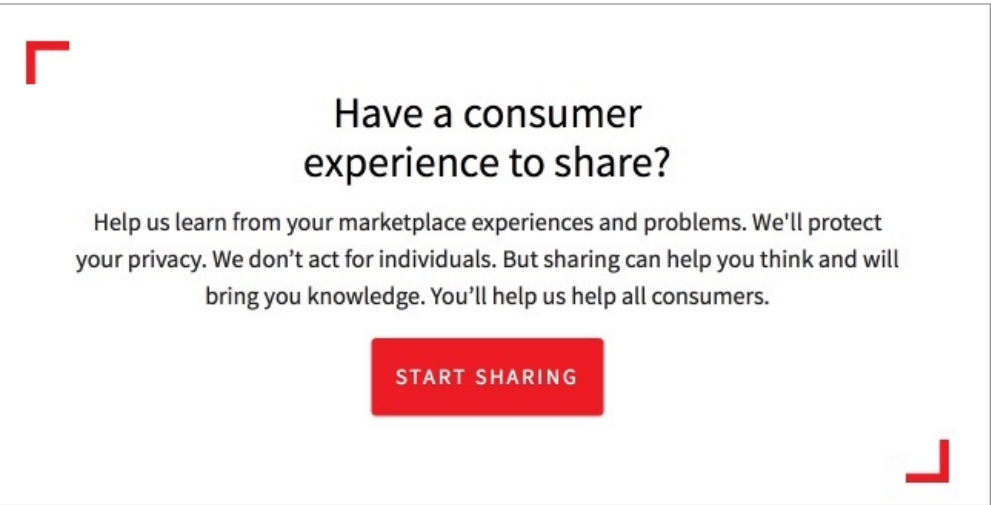 Have a consumer
experience to share?
Help us learn from your marketplace experiences and problems. We'll protect
your privacy. We don’t act for individuals. But sharing can help you think and will
bring you knowledge. You’ll help us help all consumers.
START SHARING